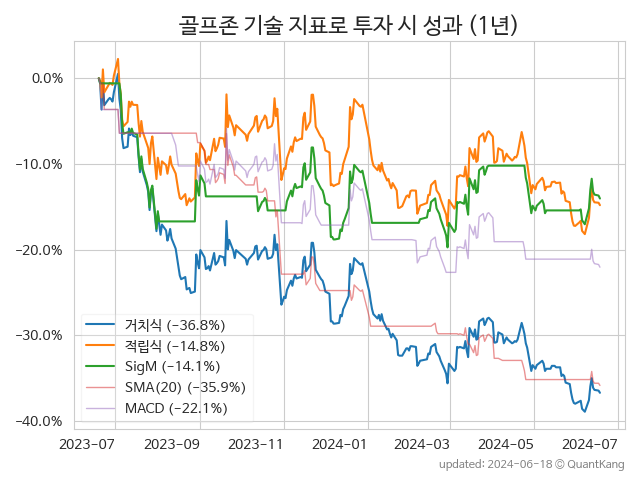 골프존 기술 지표로 투자 시 성과 (1년)
0.0%
−10.0%
−20.0%
−30.0%
−40.0%
거치식 (−36.8%)
적립식 (−14.8%)
SigM (−14.1%)
SMA(20) (−35.9%)
MACD (−22.1%)
2023−07
2023−09
2023−11
2024−01
2024−03
2024−05
2024−07
updated: 2024−06−18 © QuantKang